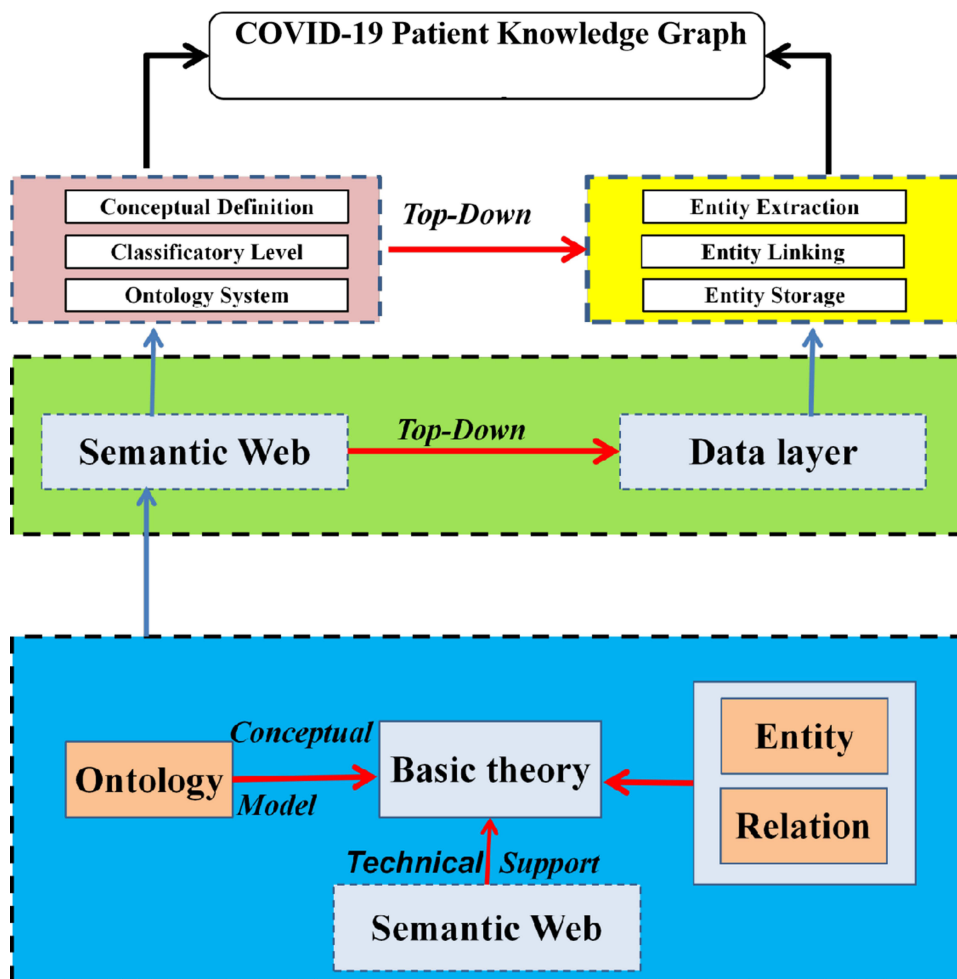 COVID-19 Patient Knowledge Graph
Conceptual Definition
Classificatory Level
Ontology System
Top-Down
Entity Extraction
Entity Linking
Entity Storage
Semantic Web
Top-Down
Data layer
Ontology
Conceptual
Model
Basic theory
Entity
Relation
Technical Support
Semantic Web